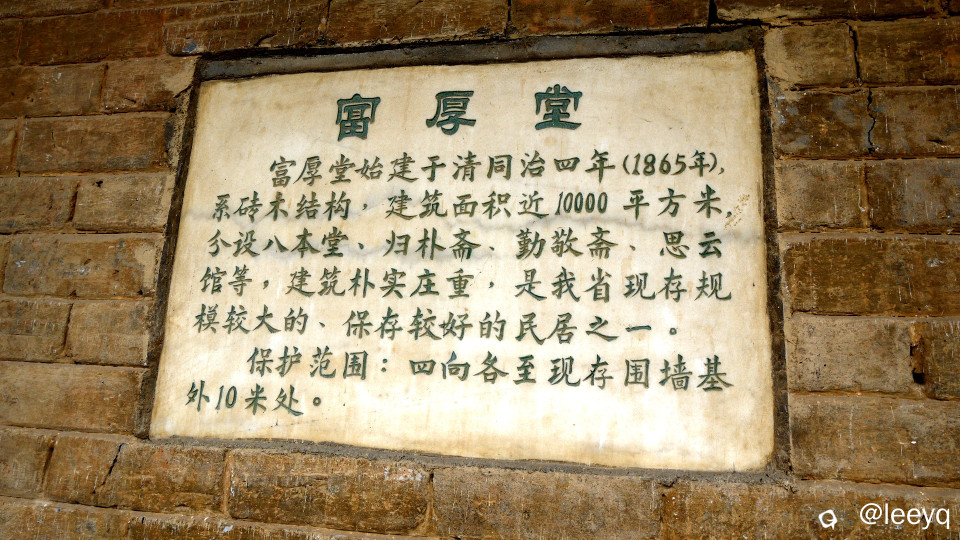 富厚堂
富厚堂始建于清同治四年(1865年),
系砖木结构，建筑面积近10000平方米,
分设八本堂、归朴斋、勤敬斋、思云
馆等，建筑朴实庄重，是我省现存规
模较大的、保存较好的民居之一。
保护范围：四向各至现存围墙基
外10米处。
@leeyq